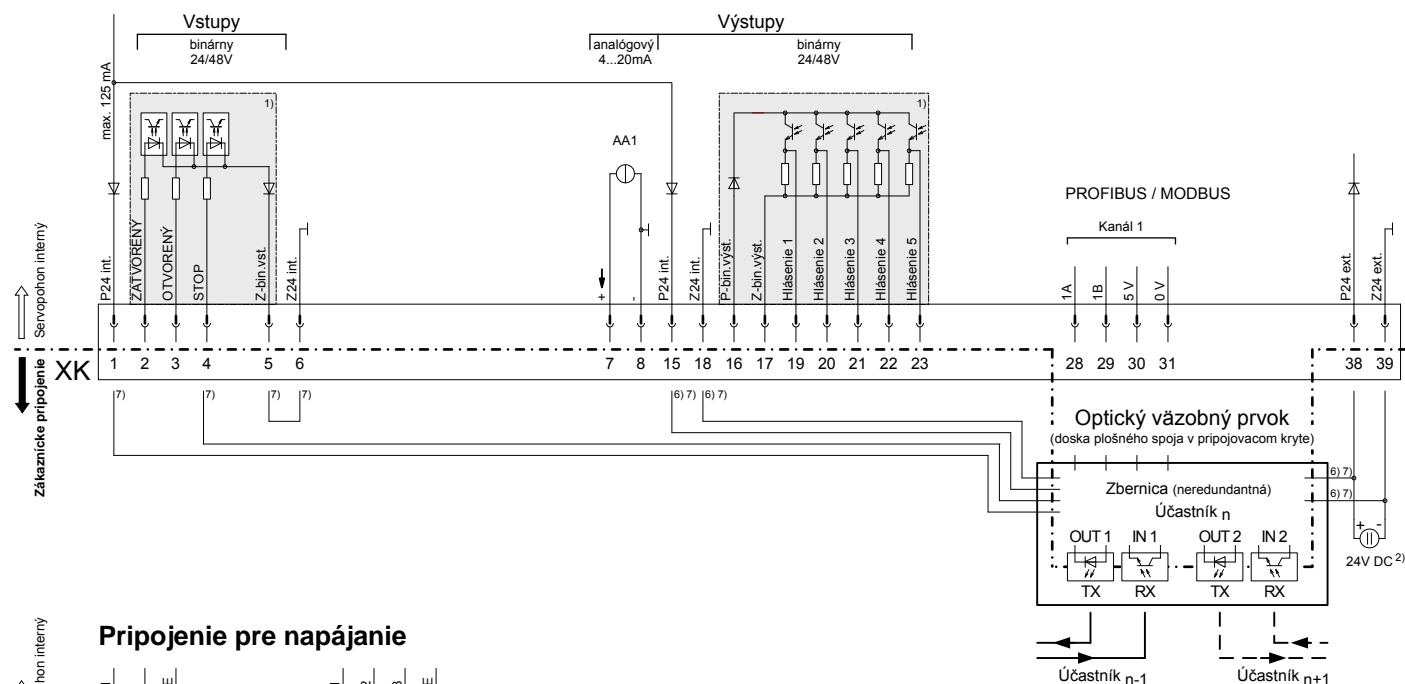 Vstupy
binárny
24/48V
Výstupy
analógový
4...20mA
binárny
24/48V
max. 125 mA
1)
AA1
1)
PROFIBUS / MODBUS
Kanál 1
Servopohon interný
P24 int.
ZATVORENÝ
OTVORENÝ
STOP
Z-bin.vst.
Z24 int.
+
-
P24 int.
Z24 int.
P-bin.výst.
Z-bin.výst.
Hlásenie 1
Hlásenie 2
Hlásenie 3
Hlásenie 4
Hlásenie 5
1A
1B
5 V
0 V
P24 ext.
Z24 ext.
Zákaznícke pripojenie
XK
1 2 3 4 5 6 7 8 15 18 16 17 19 20 21 22 23 28 29 30 31 38 39
7) 7) 7) 7) 6) 7) 6) 7)
Optický väzobný prvok
(doska plošného spoja v pripojovacom kryte)
6) 7)
Zbernica (neredundantná)
6) 7)
Účastník n
+ -
OUT 1 IN 1 OUT 2 IN 2
24V DC 2)
TX RX TX RX
Pripojenie pre napájanie
hon interný
Účastník n-1 Účastník n+1